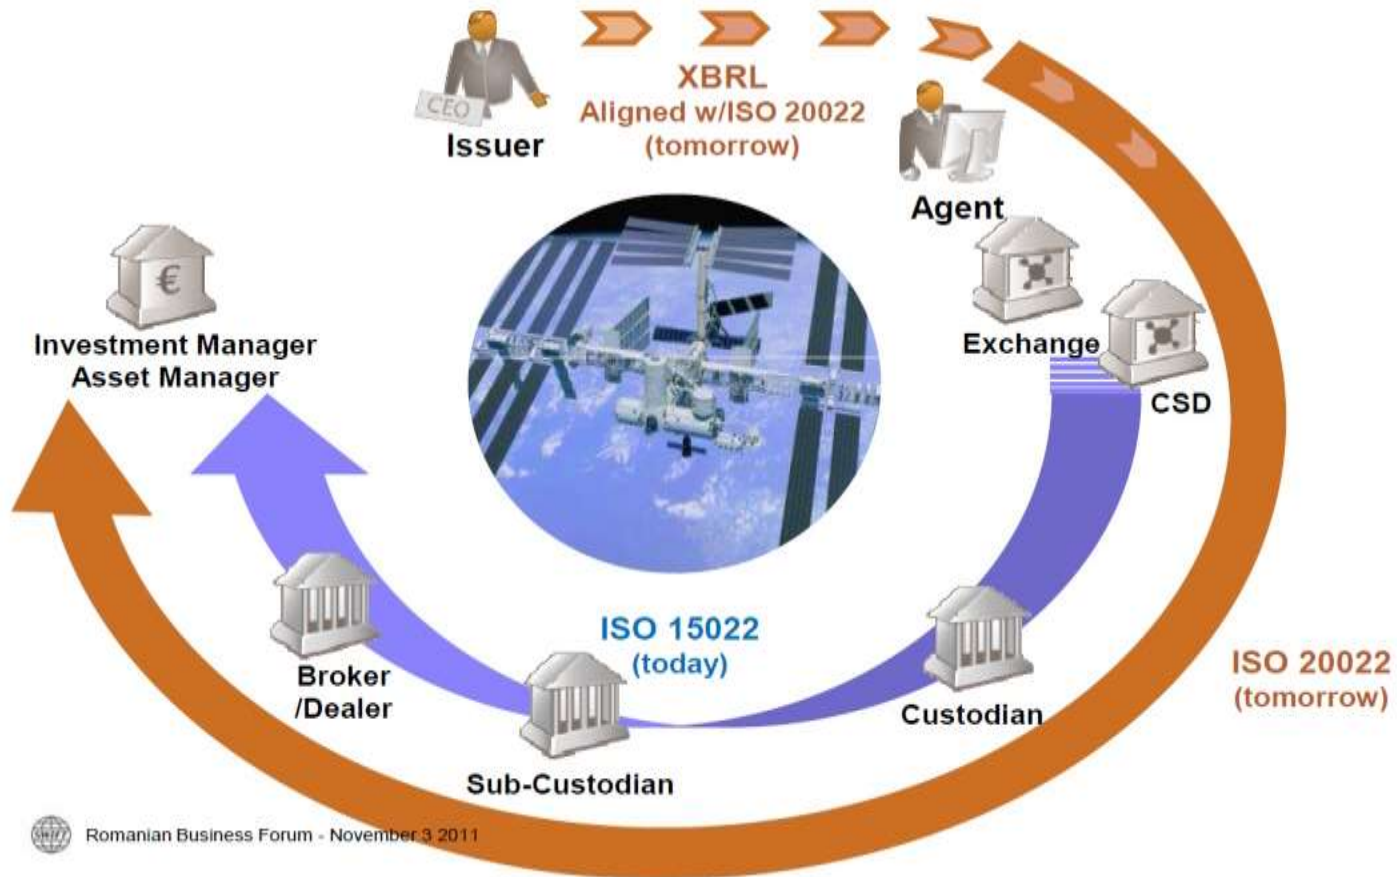 CEO
Issuer
XBRL
Aligned w/ISO 20022
(tomorrow)
Agent
Exchange
CSD
Investment Manager
Asset Manager
ISO 15022
(today)
Broker
/Dealer
Sub-Custodian
Custodian
ISO 20022
(tomorrow)
SWIFT
Romanian Business Forum - November 3 2011
€